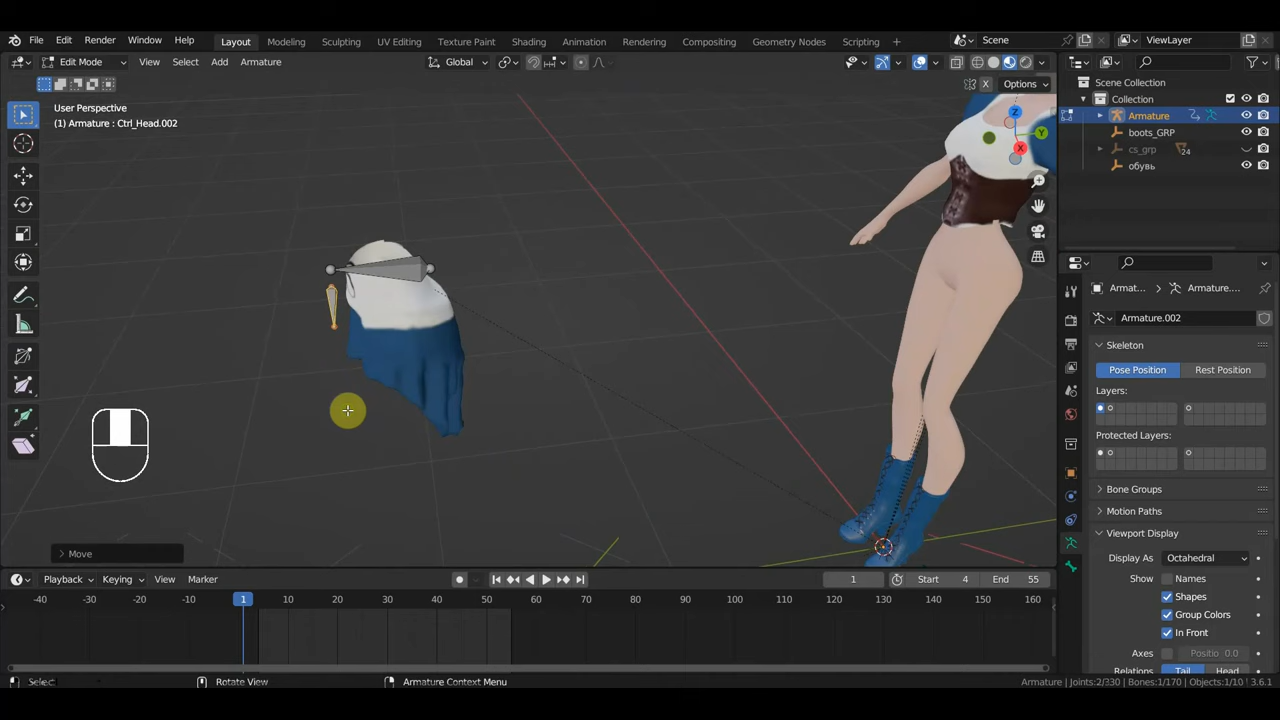 File Edit Render Window Help Layout Modeling Sculpting UV Editing Texture Paint Shading Animation Rendering Compositing Geometry Nodes Scripting + Scene ViewLayer
Edit Mode View Select Add Armature Global
X Options
User Perspective
(1) Armature : Ctrl_Head.002
Z
Y
X
Move
Scene Collection
Collection
Armature
boots_GRP
cs_grp 24
обувь
Armat... Armature....
Armature.002
Skeleton
Pose Position Rest Position
Layers:
Protected Layers:
Bone Groups
Motion Paths
Viewport Display
Display As Octahedral
Show Names
Shapes
Group Colors
In Front
Axes Positio 0.0
Relations Tail Head
Playback Keying View Marker 1 Start 4 End 55
-40 -30 -20 -10 1 10 20 30 40 50 60 70 80 90 100 110 120 130 140 150 160
Select Rotate View Armature Context Menu Armature | Joints:2/330 | Bones:1/170 | Objects:1/10 | 3.6.1